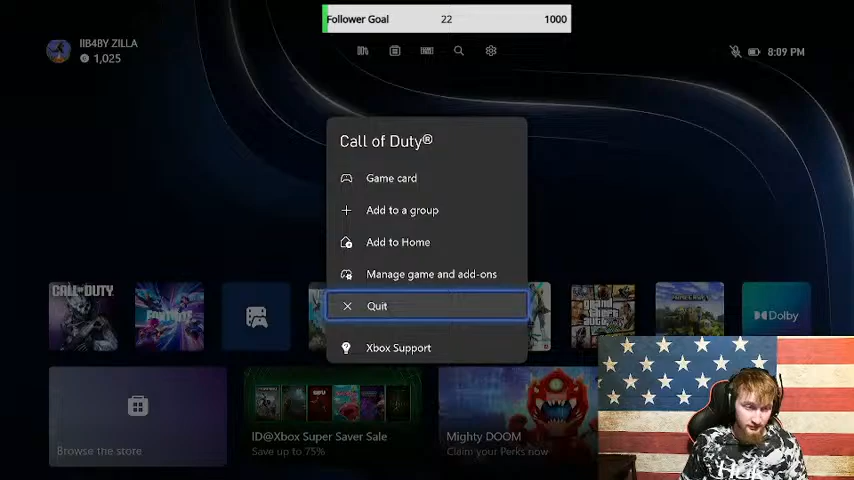 Follower Goal 22 1000
IIB4BY ZILLA
1,025
8:09 PM
Call of Duty®
Game card
Add to a group
Add to Home
Manage game and add-ons
Quit
Xbox Support
CALL OF DUTY
FORTNITE
MINECRAFT
Dolby
Browse the store
ID@Xbox Super Saver Sale
Save up to 75%
Mighty DOOM
Claim your Perks now